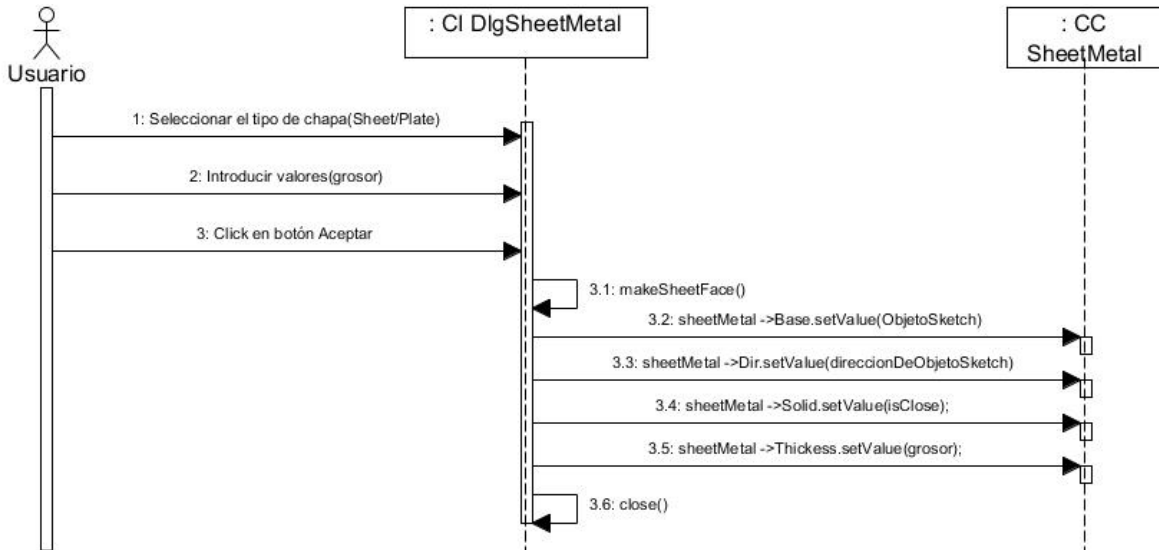 Usuario
: CI DlgSheetMetal
: CC
SheetMetal
1: Seleccionar el tipo de chapa(Sheet/Plate)
2: Introducir valores(grosor)
3: Click en botón Aceptar
3.1: makeSheetFace()
3.2: sheetMetal ->Base.setValue(ObjetoSketch)
3.3: sheetMetal ->Dir.setValue(direccionDeObjetoSketch)
3.4: sheetMetal ->Solid.setValue(isClose);
3.5: sheetMetal ->Thickess.setValue(grosor);
3.6: close()